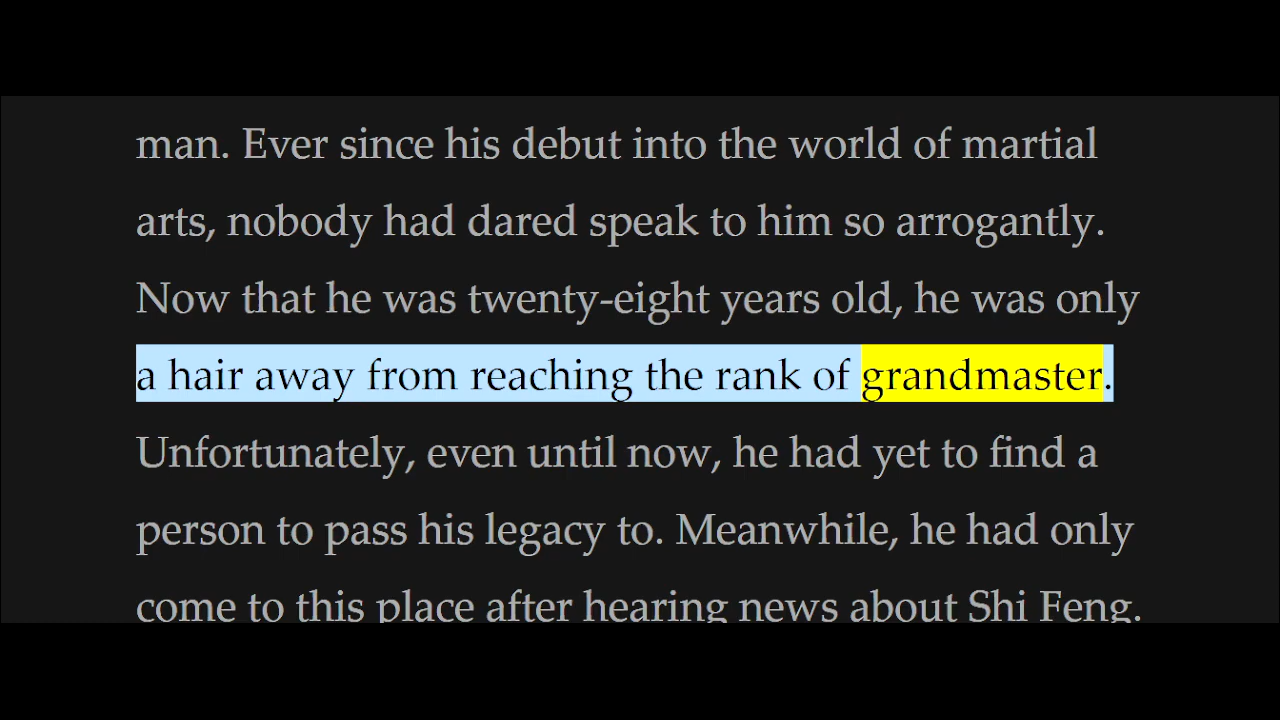 man. Ever since his debut into the world of martial
arts, nobody had dared speak to him so arrogantly.
Now that he was twenty-eight years old, he was only
a hair away from reaching the rank of grandmaster.
Unfortunately, even until now, he had yet to find a
person to pass his legacy to. Meanwhile, he had only
come to this place after hearing news about Shi Feng.